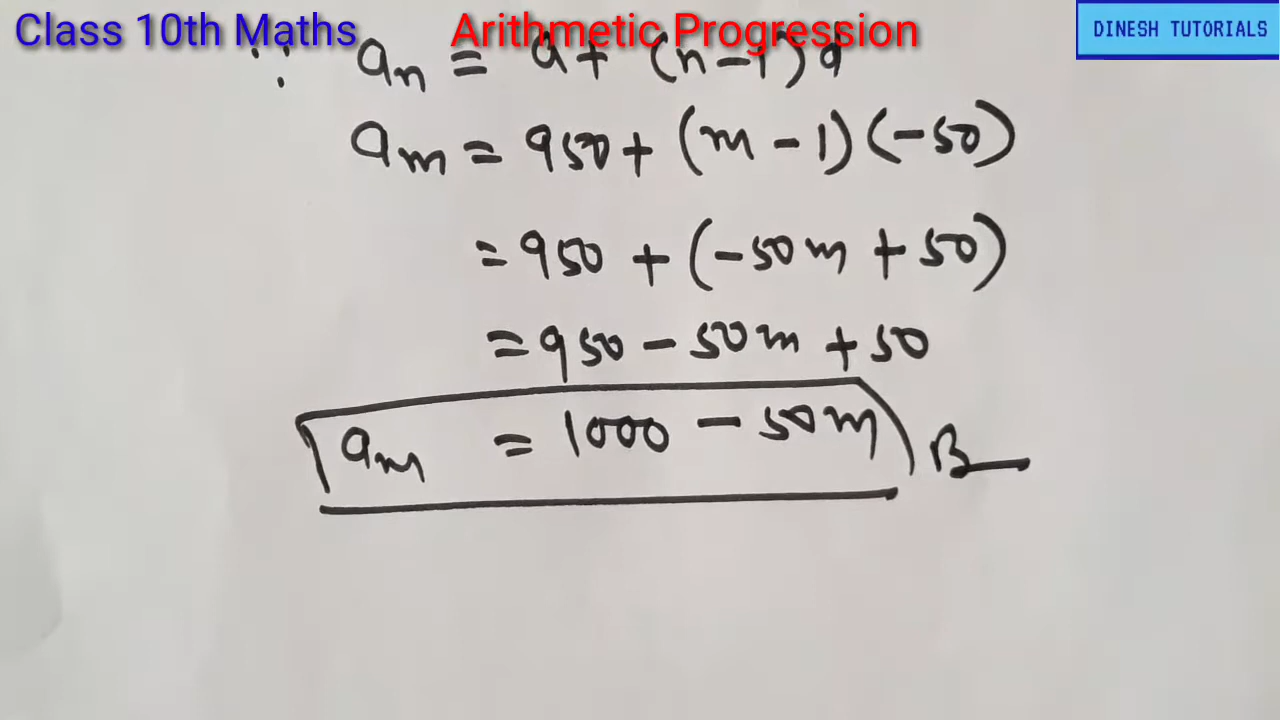 Class 10th Maths
Arithmetic Progression
DINESH TUTORIALS
∵ aₙ = a + (n-1)d
aₘ = 950 + (m-1)(-50)
= 950 + (-50m + 50)
= 950 - 50m + 50
aₘ = 1000 - 50m